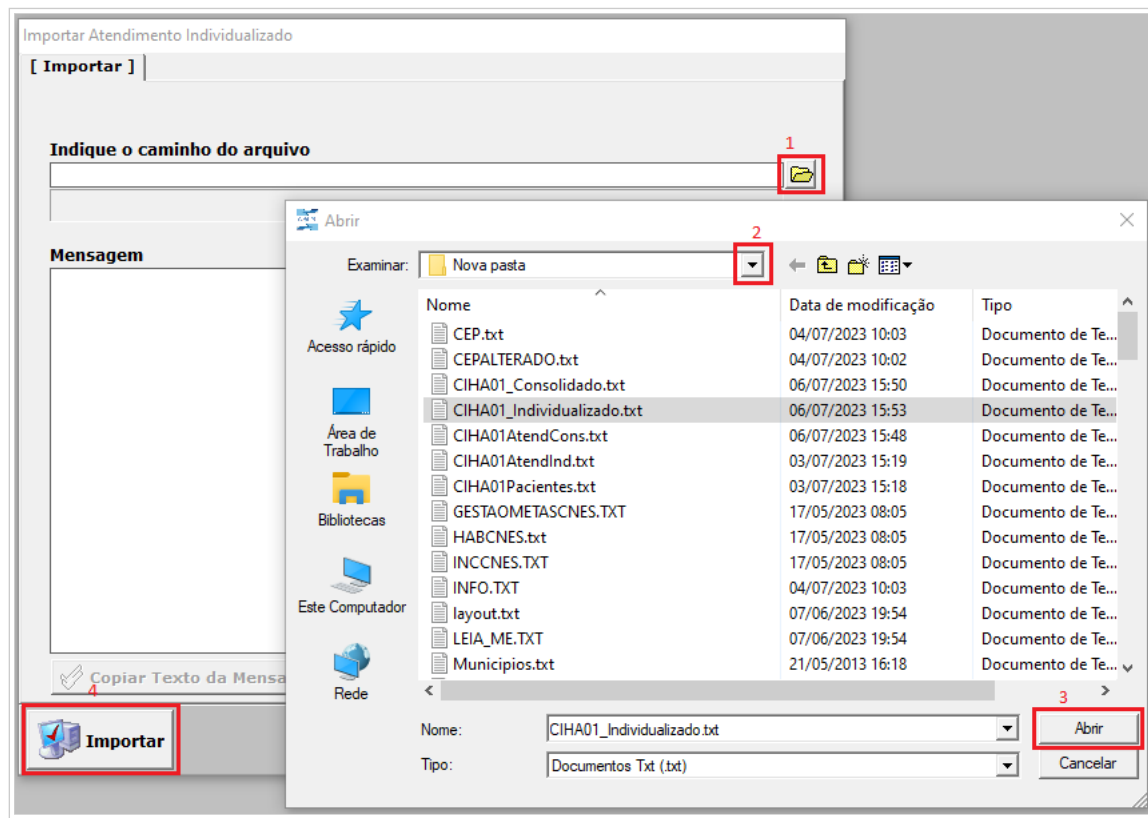 Importar Atendimento Individualizado
[ Importar ]
Indique o caminho do arquivo
1
Abrir
2
Mensagem
Examinar: Nova pasta
Nome Data de modificação Tipo
CEP.txt 04/07/2023 10:03 Documento de Te...
CEPALTERADO.txt 04/07/2023 10:02 Documento de Te...
CIHA01_Consolidado.txt 06/07/2023 15:50 Documento de Te...
CIHA01_Individualizado.txt 06/07/2023 15:53 Documento de Te...
CIHA01AtendCons.txt 06/07/2023 15:48 Documento de Te...
CIHA01AtendInd.txt 03/07/2023 15:19 Documento de Te...
CIHA01Pacientes.txt 03/07/2023 15:18 Documento de Te...
GESTAOMETASCNES.TXT 17/05/2023 08:05 Documento de Te...
HABCNES.txt 17/05/2023 08:05 Documento de Te...
INCCNES.TXT 17/05/2023 08:05 Documento de Te...
INFO.TXT 04/07/2023 10:03 Documento de Te...
layout.txt 07/06/2023 19:54 Documento de Te...
LEIA_ME.TXT 07/06/2023 19:54 Documento de Te...
Municipios.txt 21/05/2013 16:18 Documento de Te...
Acesso rápido
Área de
Trabalho
Bibliotecas
Este Computador
Rede
Copiar Texto da Mensa
4
Importar
3
Nome: CIHA01_Individualizado.txt Abrir
Tipo: Documentos Txt (.txt) Cancelar